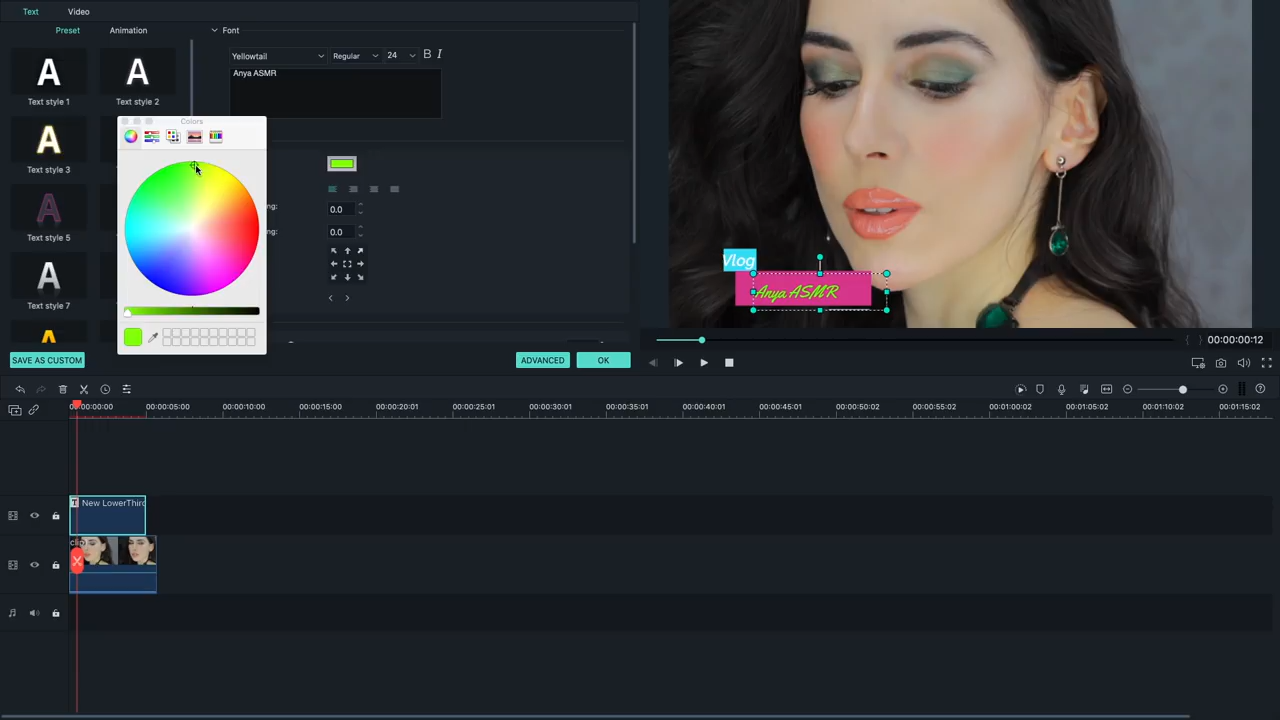 Text Video
Preset Animation
Font
Yellowtail Regular 24 B I
Anya ASMR
Text style 1
Text style 2
Text style 3
Text style 5
Text style 7
Colors
0.0
0.0
SAVE AS CUSTOM
ADVANCED
OK
Vlog
Anya ASMR
00:00:00:12
00:00:00:00 00:00:05:00 00:00:10:00 00:00:15:00 00:00:20:01 00:00:25:01 00:00:30:01 00:00:35:01 00:00:40:01 00:00:45:01 00:00:50:02 00:00:55:02 00:01:00:02 00:01:05:02 00:01:10:02 00:01:15:02
T New LowerThird